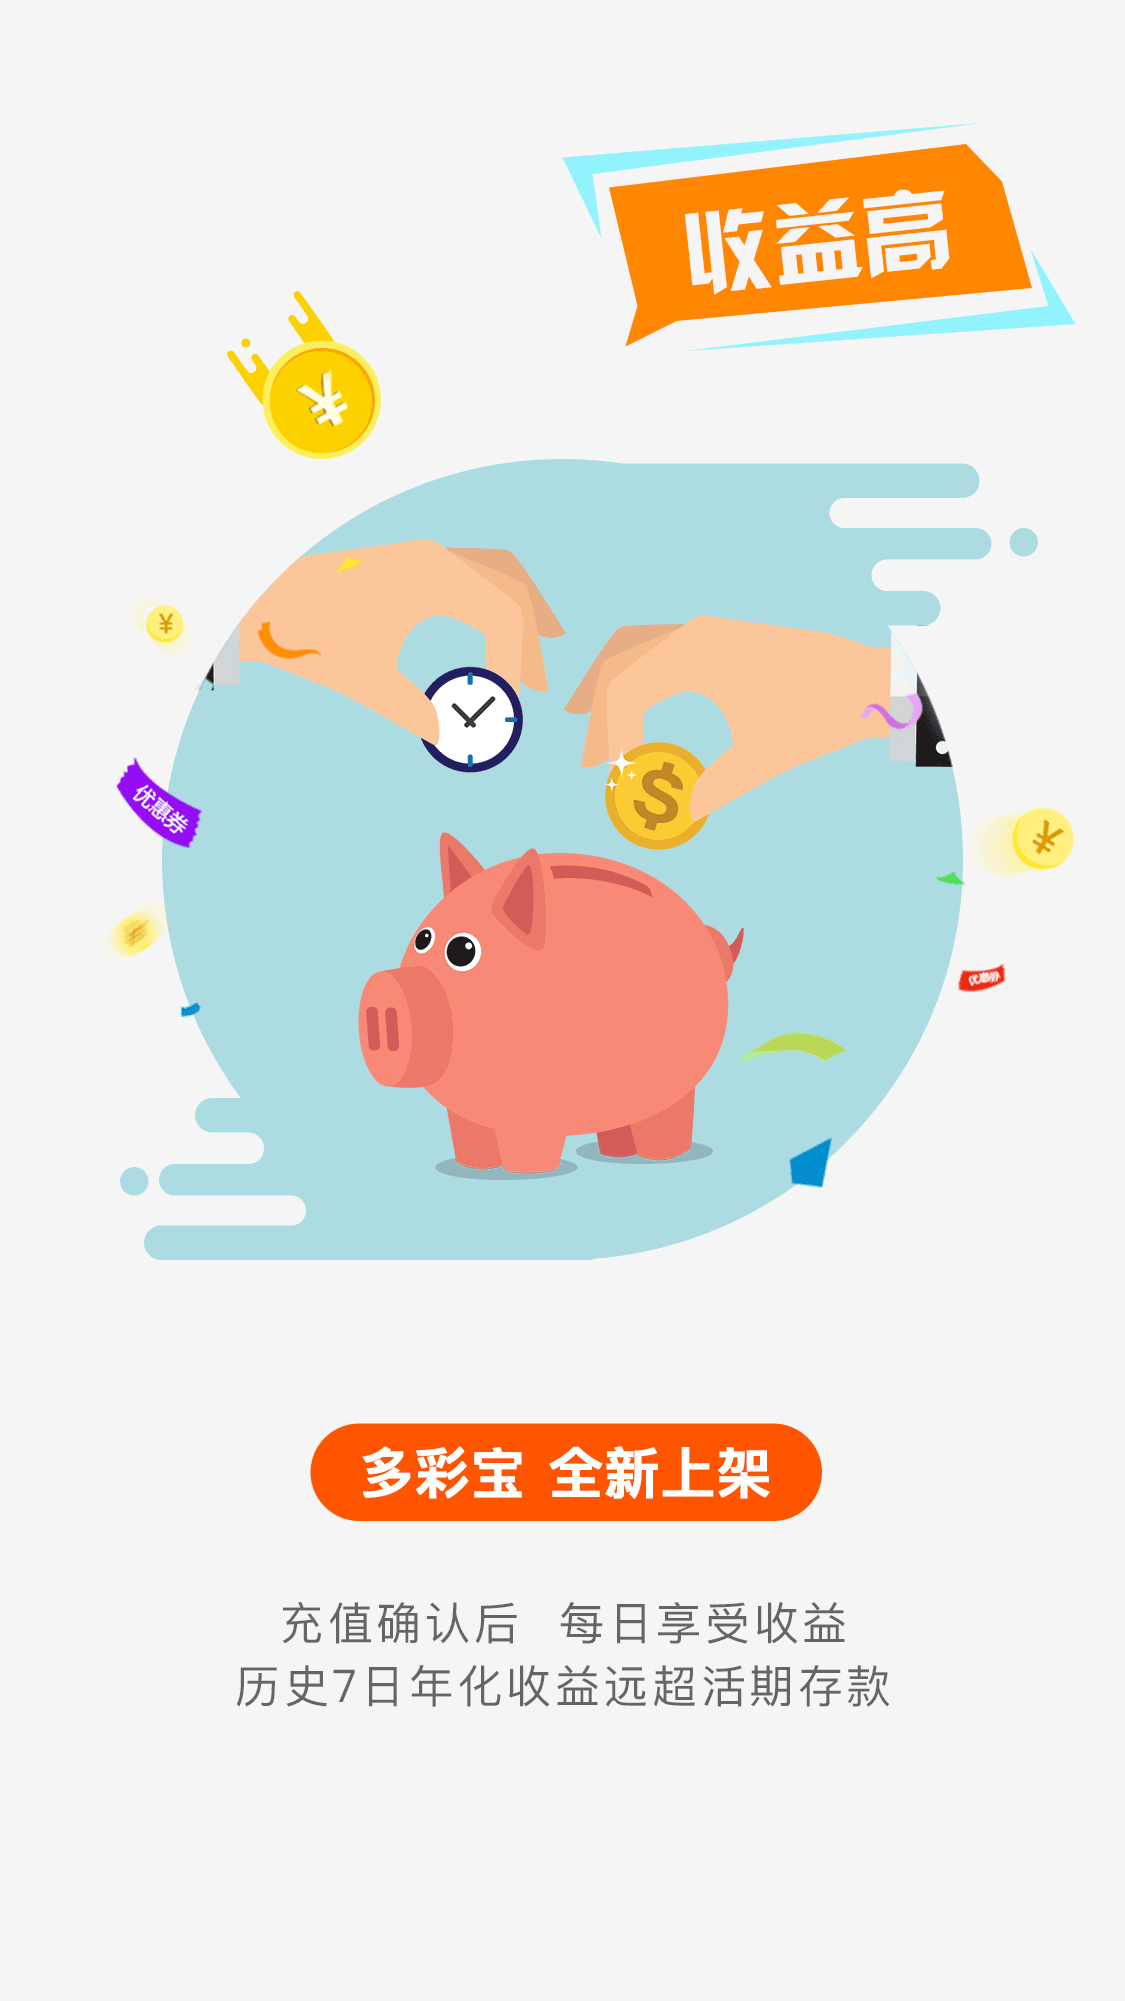 收益高
¥
¥
$
优惠券
¥
优惠券
多彩宝 全新上架
充值确认后 每日享受收益
历史7日年化收益远超活期存款